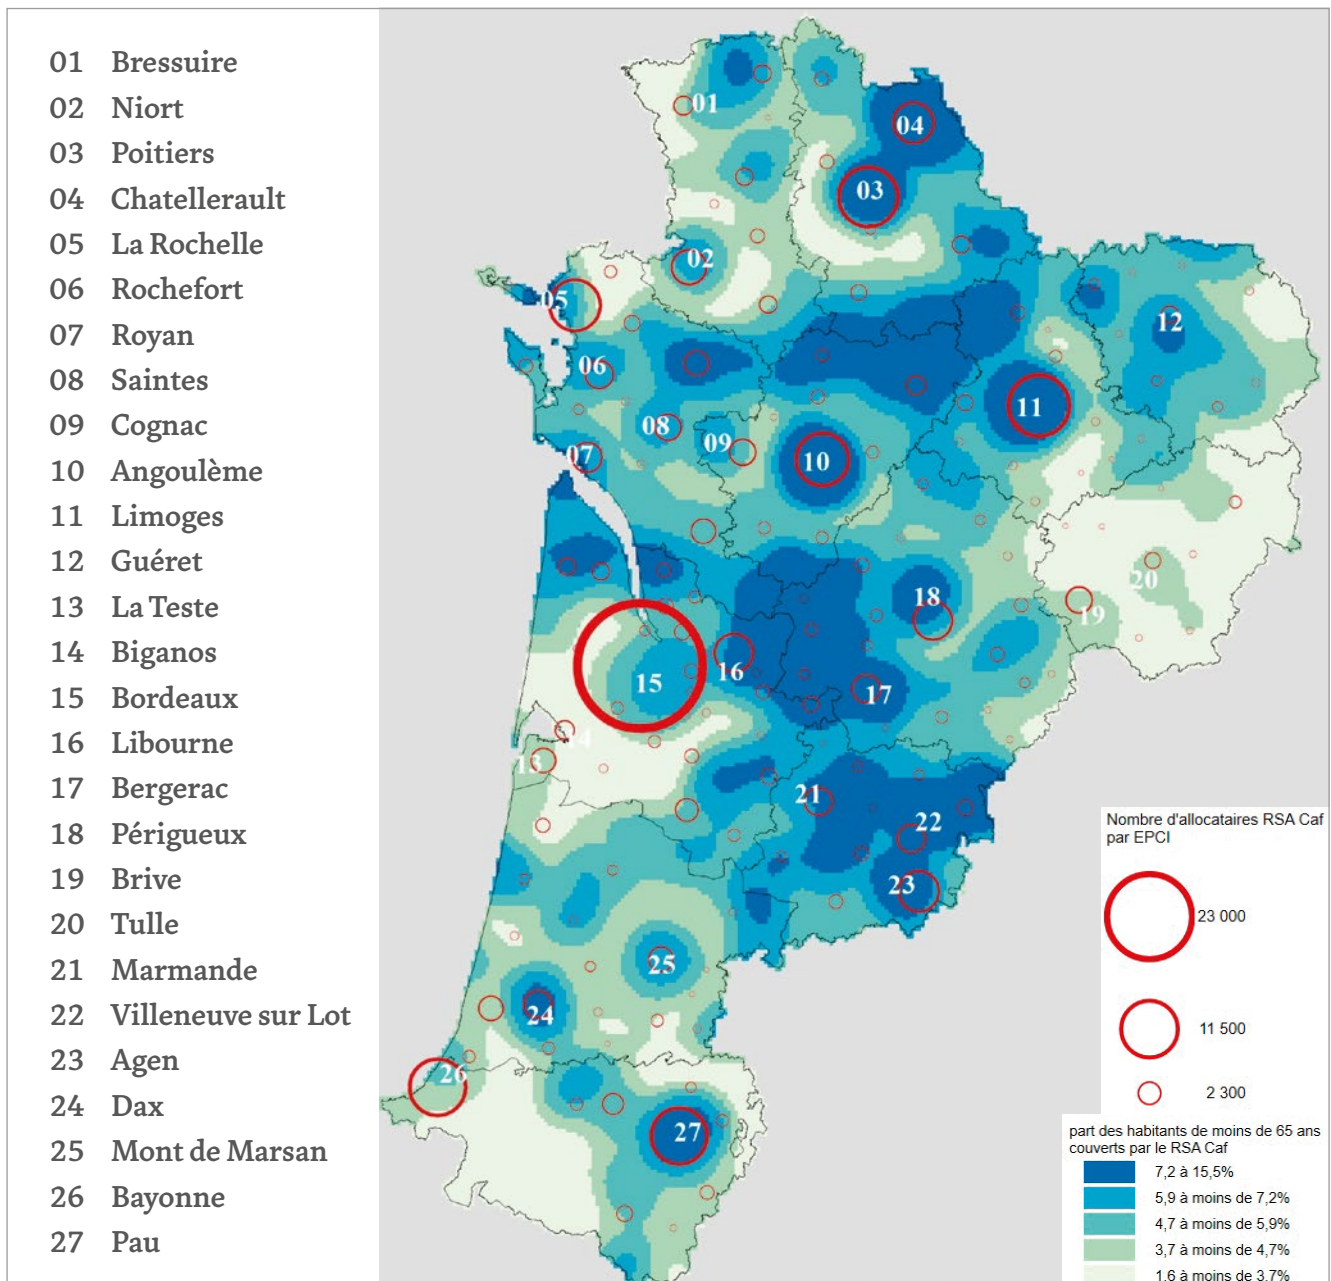 01 Bressuire
02 Niort
03 Poitiers
04 Chatellerault
05 La Rochelle
06 Rochefort
07 Royan
08 Saintes
09 Cognac
10 Angoulême
11 Limoges
12 Guéret
13 La Teste
14 Biganos
15 Bordeaux
16 Libourne
17 Bergerac
18 Périgueux
19 Brive
20 Tulle
21 Marmande
22 Villeneuve sur Lot
23 Agen
24 Dax
25 Mont de Marsan
26 Bayonne
27 Pau
01
04
03
02
05
12
06
11
08
09
07
10
20
18
19
16
15
17
14
13
21
22
23
25
24
26
27
Nombre d'allocataires RSA Caf
par EPCI
23 000
11 500
2 300
part des habitants de moins de 65 ans
couverts par le RSA Caf
7,2 à 15,5%
5,9 à moins de 7,2%
4,7 à moins de 5,9%
3,7 à moins de 4,7%
1,6 à moins de 3,7%